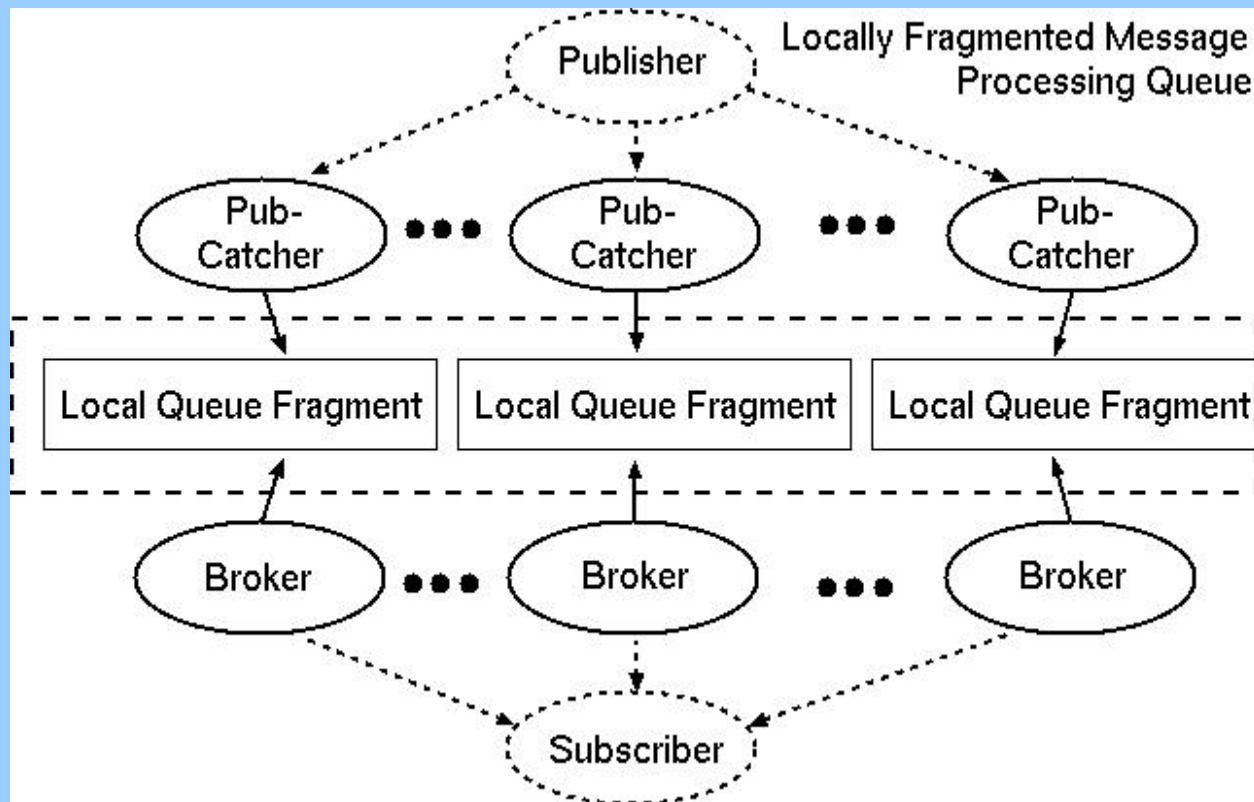 Locally Fragmented Message
Processing Queue
Publisher
Pub-
Catcher
Pub-
Catcher
Pub-
Catcher
Local Queue Fragment
Local Queue Fragment
Local Queue Fragment
Broker
Broker
Broker
Subscriber